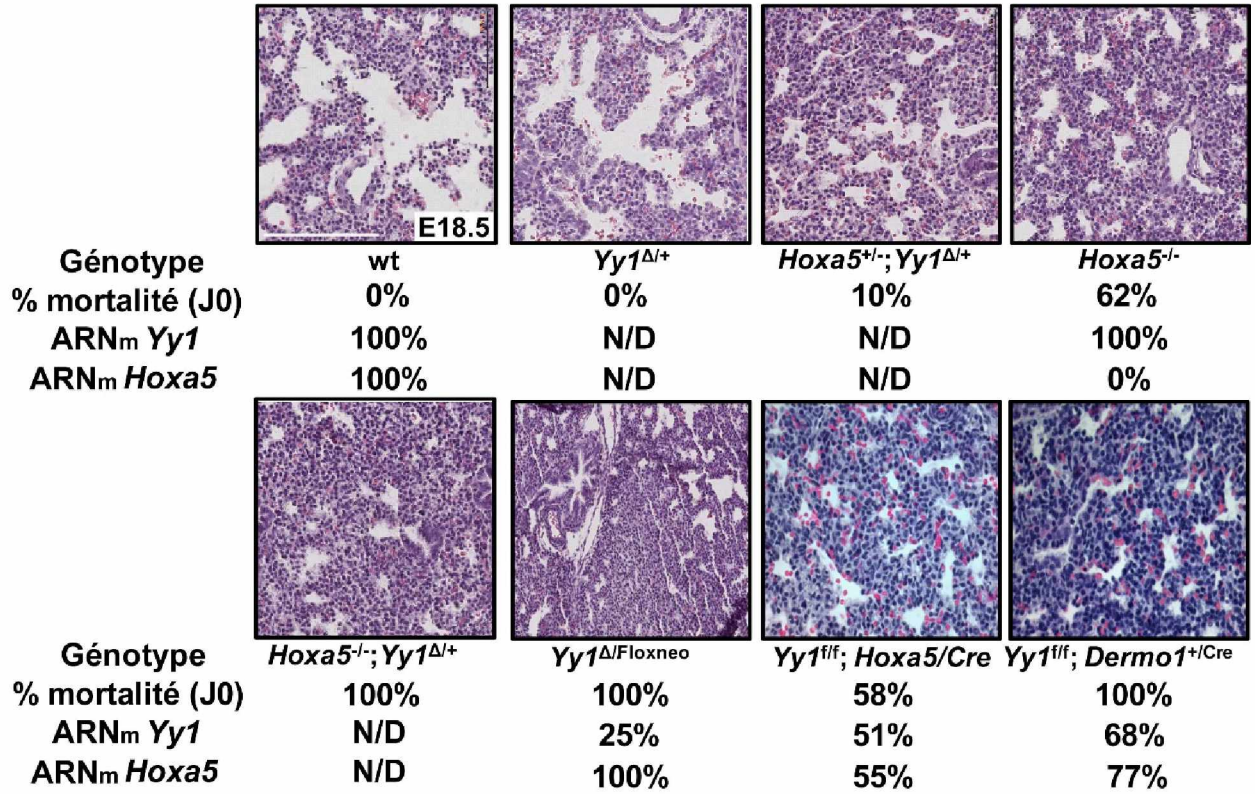 E18.5
Génotype wt Yy1Δ/+ Hoxa5+/-; Yy1Δ/+ Hoxa5-/-
% mortalité (J0) 0% 0% 10% 62%
ARNm Yy1 100% N/D N/D 100%
ARNm Hoxa5 100% N/D N/D 0%
Génotype Hoxa5-/-; Yy1Δ/+ Yy1Δ/Floxneo Yy1f/f; Hoxa5/Cre Yy1f/f; Dermo1+/Cre
% mortalité (J0) 100% 100% 58% 100%
ARNm Yy1 N/D 25% 51% 68%
ARNm Hoxa5 N/D 100% 55% 77%